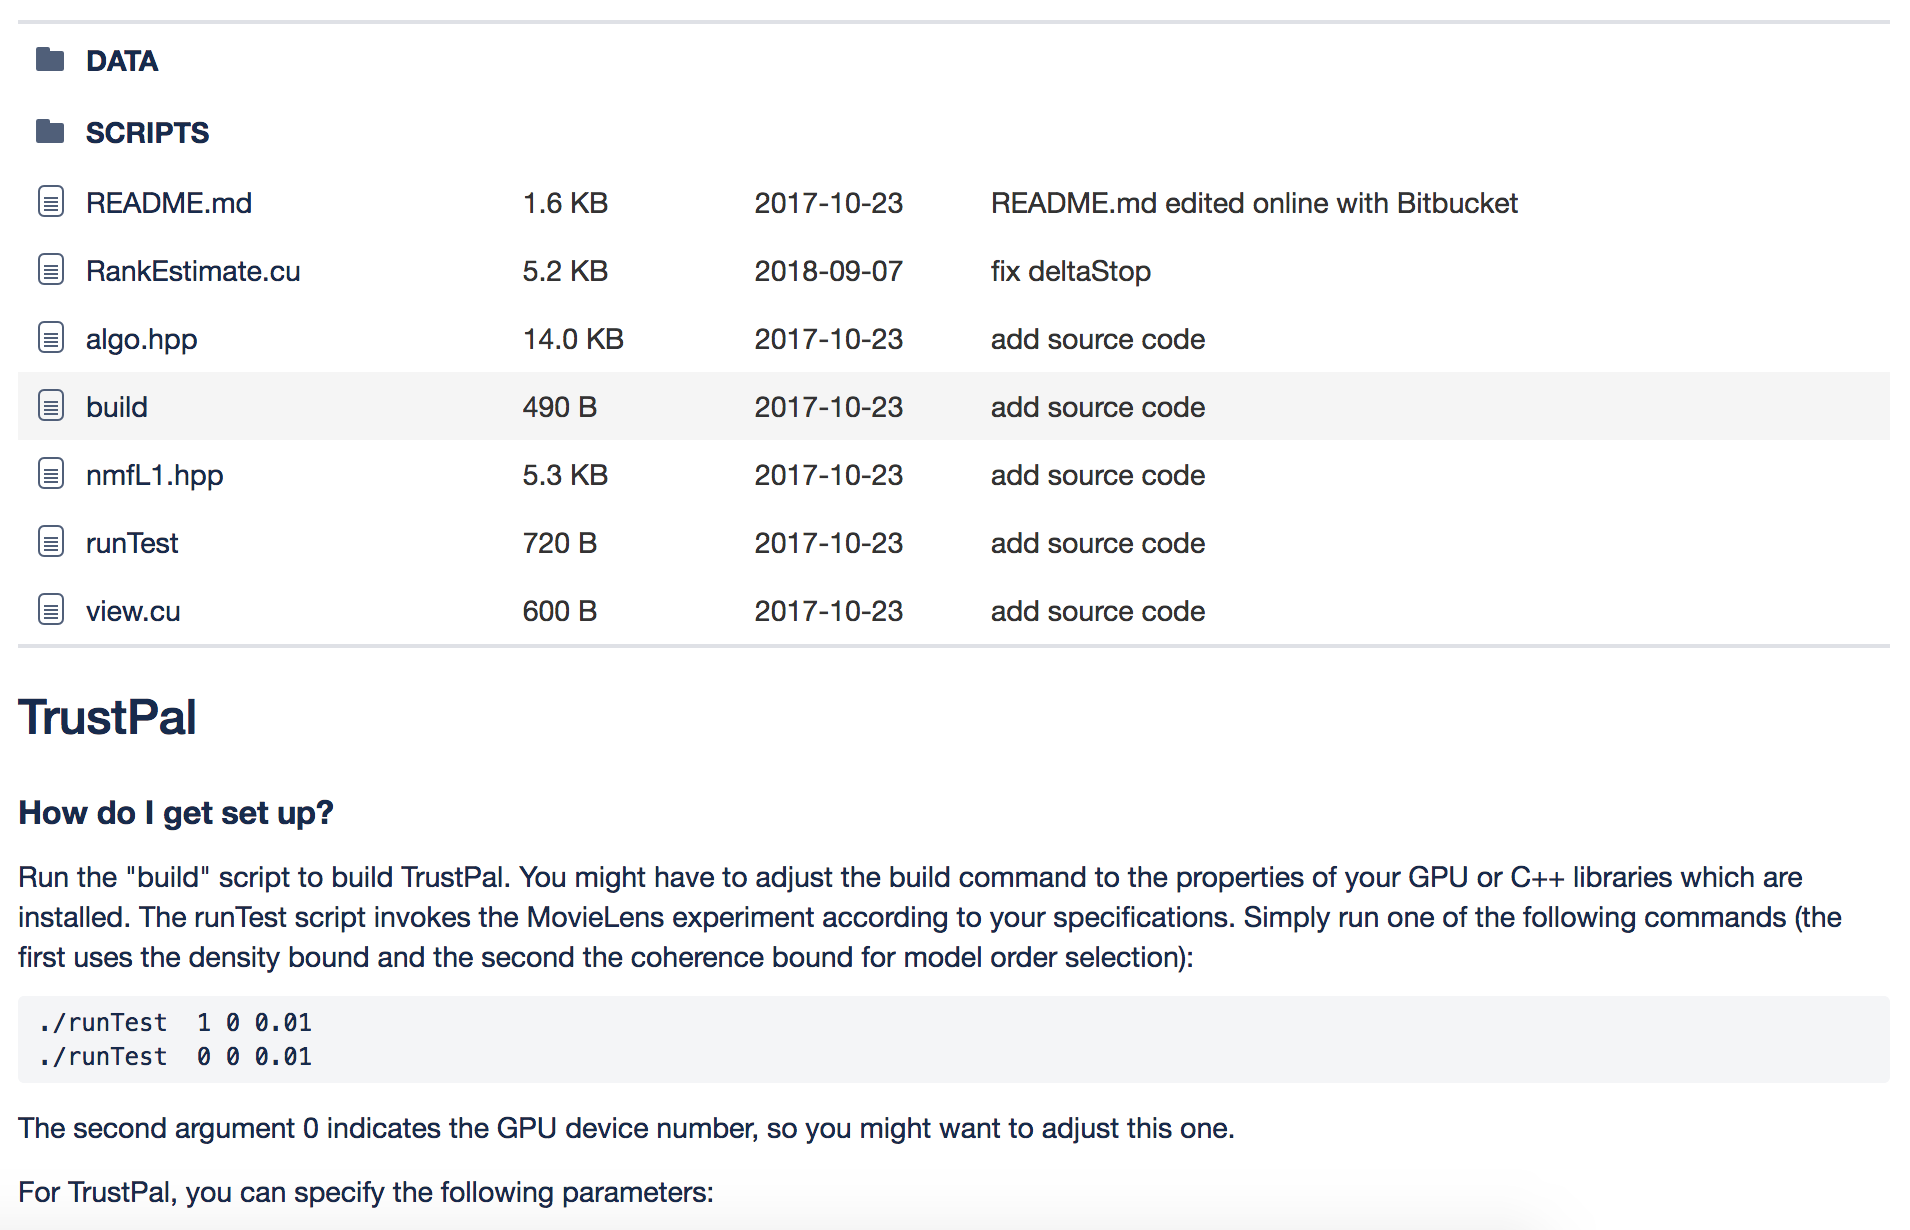 DATA
SCRIPTS
README.md 1.6 KB 2017-10-23 README.md edited online with Bitbucket
RankEstimate.cu 5.2 KB 2018-09-07 fix deltaStop
algo.hpp 14.0 KB 2017-10-23 add source code
build 490 B 2017-10-23 add source code
nmfL1.hpp 5.3 KB 2017-10-23 add source code
runTest 720 B 2017-10-23 add source code
view.cu 600 B 2017-10-23 add source code
TrustPal
How do I get set up?
Run the "build" script to build TrustPal. You might have to adjust the build command to the properties of your GPU or C++ libraries which are
installed. The runTest script invokes the MovieLens experiment according to your specifications. Simply run one of the following commands (the
first uses the density bound and the second the coherence bound for model order selection):
./runTest  1 0 0.01
./runTest  0 0 0.01
The second argument 0 indicates the GPU device number, so you might want to adjust this one.
For TrustPal, you can specify the following parameters: